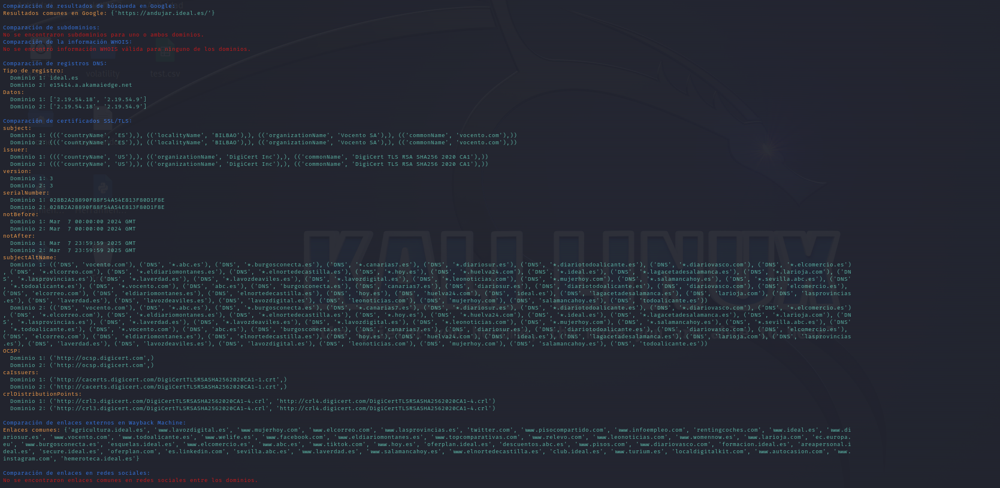 Comparación de resultados de búsqueda en Google:
Resultados comunes en Google: {'https://andujar.ideal.es/'}
Comparación de subdominios:
No se encontraron subdominios para uno o ambos dominios.
Comparación de la información WHOIS:
No se encontró información WHOIS válida para ninguno de los dominios.
Comparación de registros DNS:
Tipo de registro:
Dominio 1: ideal.es
Dominio 2: e15414.a.akamaiedge.net
Datos:
Dominio 1: ['2.19.54.18', '2.19.54.9']
Dominio 2: ['2.19.54.18', '2.19.54.9']
Comparación de certificados SSL/TLS:
subject:
Dominio 1: ((('countryName', 'ES'),), (('localityName', 'BILBAO'),), (('organizationName', 'Vocento SA'),), (('commonName', 'vocento.com'),))
Dominio 2: ((('countryName', 'ES'),), (('localityName', 'BILBAO'),), (('organizationName', 'Vocento SA'),), (('commonName', 'vocento.com'),))
issuer:
Dominio 1: ((('countryName', 'US'),), (('organizationName', 'DigiCert Inc'),), (('commonName', 'DigiCert TLS RSA SHA256 2020 CA1'),))
Dominio 2: ((('countryName', 'US'),), (('organizationName', 'DigiCert Inc'),), (('commonName', 'DigiCert TLS RSA SHA256 2020 CA1'),))
version:
Dominio 1: 3
Dominio 2: 3
serialNumber:
Dominio 1: 028B2A28890F88F54A54E813F80D1F8E
Dominio 2: 028B2A28890F88F54A54E813F80D1F8E
notBefore:
Dominio 1: Mar  7 00:00:00 2024 GMT
Dominio 2: Mar  7 00:00:00 2024 GMT
notAfter:
Dominio 1: Mar  7 23:59:59 2025 GMT
Dominio 2: Mar  7 23:59:59 2025 GMT
subjectAltName:
Dominio 1: (('DNS', 'vocento.com'), ('DNS', '*.abc.es'), ('DNS', '*.burgosconecta.es'), ('DNS', '*.canarias7.es'), ('DNS', '*.diariosur.es'), ('DNS', '*.diariotodoalicante.es'), ('DNS', '*.diariovasco.com'), ('DNS', '*.elcomercio.es')
, ('DNS', '*.elcorreo.com'), ('DNS', '*.eldiariomontanes.es'), ('DNS', '*.elnortedecastilla.es'), ('DNS', '*.hoy.es'), ('DNS', '*.huelva24.com'), ('DNS', '*.ideal.es'), ('DNS', '*.lagacetadesalamanca.es'), ('DNS', '*.larioja.com'), ('DN
S', '*.lasprovincias.es'), ('DNS', '*.laverdad.es'), ('DNS', '*.lavozdeaviles.es'), ('DNS', '*.lavozdigital.es'), ('DNS', '*.leonoticias.com'), ('DNS', '*.mujerhoy.com'), ('DNS', '*.salamancahoy.es'), ('DNS', '*.sevilla.abc.es'), ('DNS'
, '*.todoalicante.es'), ('DNS', '*.vocento.com'), ('DNS', 'abc.es'), ('DNS', 'burgosconecta.es'), ('DNS', 'canarias7.es'), ('DNS', 'diariosur.es'), ('DNS', 'diariotodoalicante.es'), ('DNS', 'diariovasco.com'), ('DNS', 'elcomercio.es'),
('DNS', 'elcorreo.com'), ('DNS', 'eldiariomontanes.es'), ('DNS', 'elnortedecastilla.es'), ('DNS', 'hoy.es'), ('DNS', 'huelva24.com'), ('DNS', 'ideal.es'), ('DNS', 'lagacetadesalamanca.es'), ('DNS', 'larioja.com'), ('DNS', 'lasprovincias
.es'), ('DNS', 'laverdad.es'), ('DNS', 'lavozdeaviles.es'), ('DNS', 'lavozdigital.es'), ('DNS', 'leonoticias.com'), ('DNS', 'mujerhoy.com'), ('DNS', 'salamancahoy.es'), ('DNS', 'todoalicante.es'))
Dominio 2: (('DNS', 'vocento.com'), ('DNS', '*.abc.es'), ('DNS', '*.burgosconecta.es'), ('DNS', '*.canarias7.es'), ('DNS', '*.diariosur.es'), ('DNS', '*.diariotodoalicante.es'), ('DNS', '*.diariovasco.com'), ('DNS', '*.elcomercio.es')
, ('DNS', '*.elcorreo.com'), ('DNS', '*.eldiariomontanes.es'), ('DNS', '*.elnortedecastilla.es'), ('DNS', '*.hoy.es'), ('DNS', '*.huelva24.com'), ('DNS', '*.ideal.es'), ('DNS', '*.lagacetadesalamanca.es'), ('DNS', '*.larioja.com'), ('DN
S', '*.lasprovincias.es'), ('DNS', '*.laverdad.es'), ('DNS', '*.lavozdeaviles.es'), ('DNS', '*.lavozdigital.es'), ('DNS', '*.leonoticias.com'), ('DNS', '*.mujerhoy.com'), ('DNS', '*.salamancahoy.es'), ('DNS', '*.sevilla.abc.es'), ('DNS'
, '*.todoalicante.es'), ('DNS', '*.vocento.com'), ('DNS', 'abc.es'), ('DNS', 'burgosconecta.es'), ('DNS', 'canarias7.es'), ('DNS', 'diariosur.es'), ('DNS', 'diariotodoalicante.es'), ('DNS', 'diariovasco.com'), ('DNS', 'elcomercio.es'),
('DNS', 'elcorreo.com'), ('DNS', 'eldiariomontanes.es'), ('DNS', 'elnortedecastilla.es'), ('DNS', 'hoy.es'), ('DNS', 'huelva24.com'), ('DNS', 'ideal.es'), ('DNS', 'lagacetadesalamanca.es'), ('DNS', 'larioja.com'), ('DNS', 'lasprovincias
.es'), ('DNS', 'laverdad.es'), ('DNS', 'lavozdeaviles.es'), ('DNS', 'lavozdigital.es'), ('DNS', 'leonoticias.com'), ('DNS', 'mujerhoy.com'), ('DNS', 'salamancahoy.es'), ('DNS', 'todoalicante.es'))
OCSP:
Dominio 1: ('http://ocsp.digicert.com',)
Dominio 2: ('http://ocsp.digicert.com',)
caIssuers:
Dominio 1: ('http://cacerts.digicert.com/DigiCertTLSRSASHA2562020CA1-1.crt',)
Dominio 2: ('http://cacerts.digicert.com/DigiCertTLSRSASHA2562020CA1-1.crt',)
crlDistributionPoints:
Dominio 1: ('http://crl3.digicert.com/DigiCertTLSRSASHA2562020CA1-4.crl', 'http://crl4.digicert.com/DigiCertTLSRSASHA2562020CA1-4.crl')
Dominio 2: ('http://crl3.digicert.com/DigiCertTLSRSASHA2562020CA1-4.crl', 'http://crl4.digicert.com/DigiCertTLSRSASHA2562020CA1-4.crl')
Comparación de enlaces externos en Wayback Machine:
Enlaces comunes: {'agricultura.ideal.es', 'www.lavozdigital.es', 'www.mujerhoy.com', 'www.elcorreo.com', 'www.lasprovincias.es', 'twitter.com', 'www.pisocompartido.com', 'www.infoempleo.com', 'rentingcoches.com', 'www.ideal.es', 'www.di
ariosur.es', 'www.vocento.com', 'www.todoalicante.es', 'www.welife.es', 'www.facebook.com', 'www.eldiariomontanes.es', 'www.topcomparativas.com', 'www.relevo.com', 'www.leonoticias.com', 'www.womennow.es', 'www.larioja.com', 'ec.europa.
eu', 'www.burgosconecta.es', 'esquelas.ideal.es', 'www.elcomercio.es', 'www.abc.es', 'www.tiktok.com', 'www.hoy.es', 'oferplan.ideal.es', 'descuentos.abc.es', 'www.pisos.com', 'www.diariovasco.com', 'formacion.ideal.es', 'areapersonal.i
deal.es', 'secure.ideal.es', 'oferplan.com', 'es.linkedin.com', 'sevilla.abc.es', 'www.laverdad.es', 'www.salamancahoy.es', 'www.elnortedecastilla.es', 'club.ideal.es', 'www.turium.es', 'localdigitalkit.com', 'www.autocasion.com', 'www.
instagram.com', 'hemeroteca.ideal.es'}
Comparación de enlaces en redes sociales:
No se encontraron enlaces comunes en redes sociales entre los dominios.
volatility
test.csv
KALI LINUX